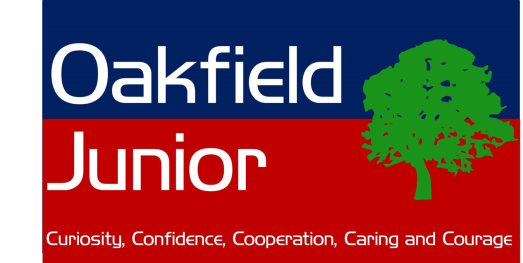 Oakfield
Junior
Curiosity, Confidence, Cooperation, Caring and Courage